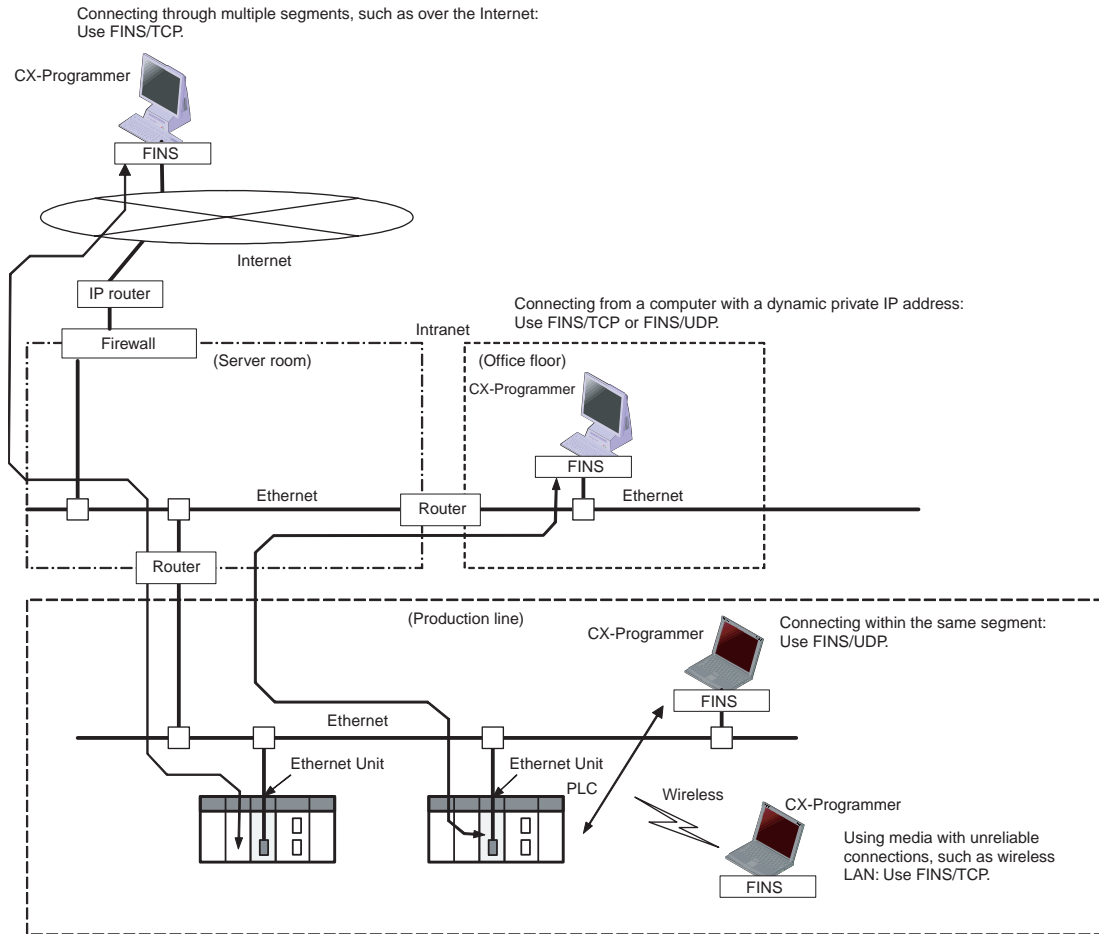 Connecting through multiple segments, such as over the Internet:
Use FINS/TCP.
CX-Programmer
FINS
Internet
IP router
Firewall
Intranet
(Server room)
Connecting from a computer with a dynamic private IP address:
Use FINS/TCP or FINS/UDP.
(Office floor)
CX-Programmer
FINS
Ethernet
Router
Ethernet
Router
(Production line)
CX-Programmer
Connecting within the same segment:
Use FINS/UDP.
FINS
Ethernet
Ethernet Unit
Ethernet Unit
PLC
Wireless
CX-Programmer
Using media with unreliable
connections, such as wireless
LAN: Use FINS/TCP.
FINS